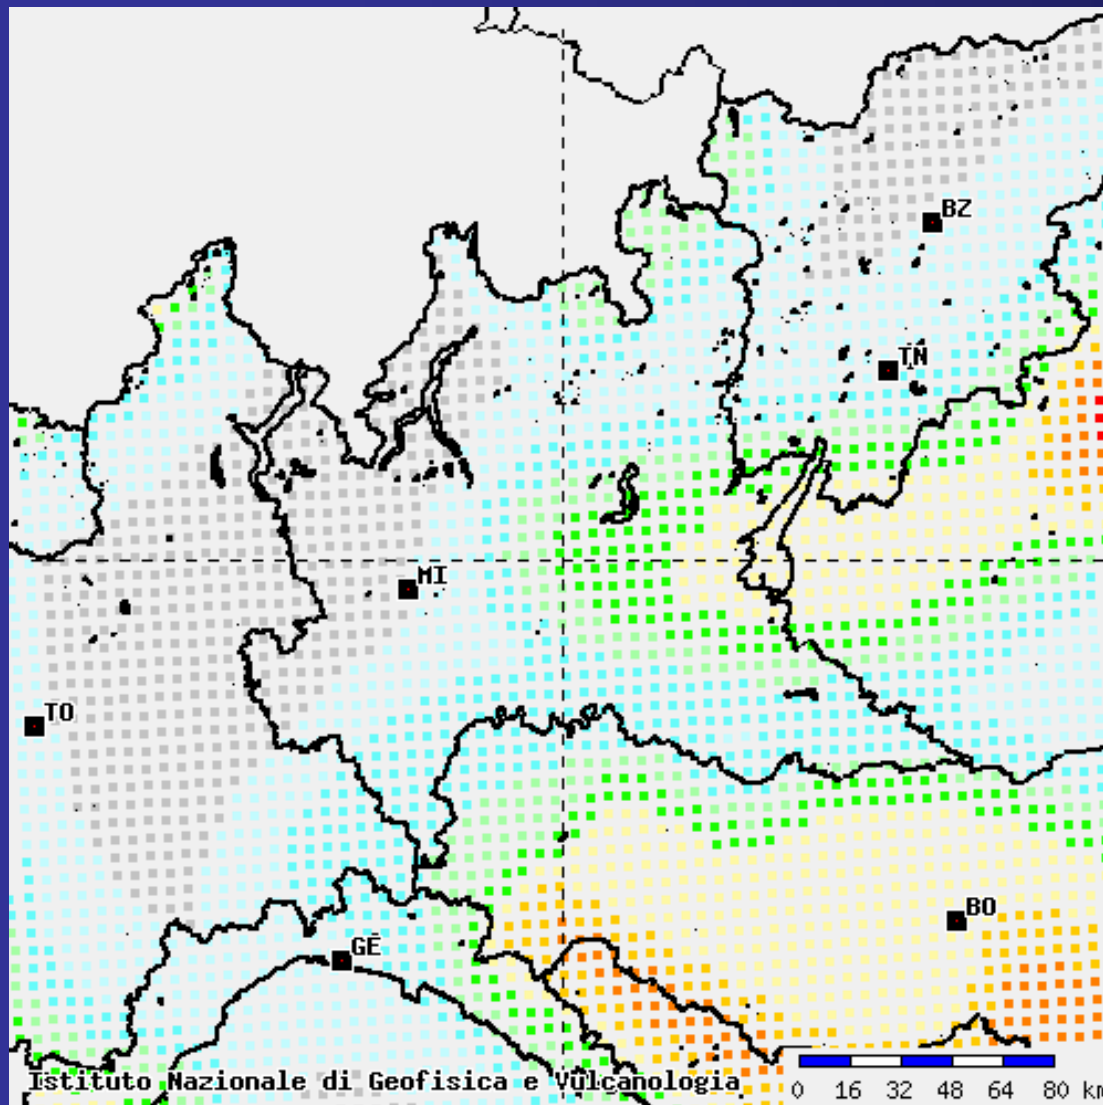 BZ
TN
MI
TO
BO
GE
Istituto Nazionale di Geofisica e Vulcanologia
0 16 32 48 64 80 km